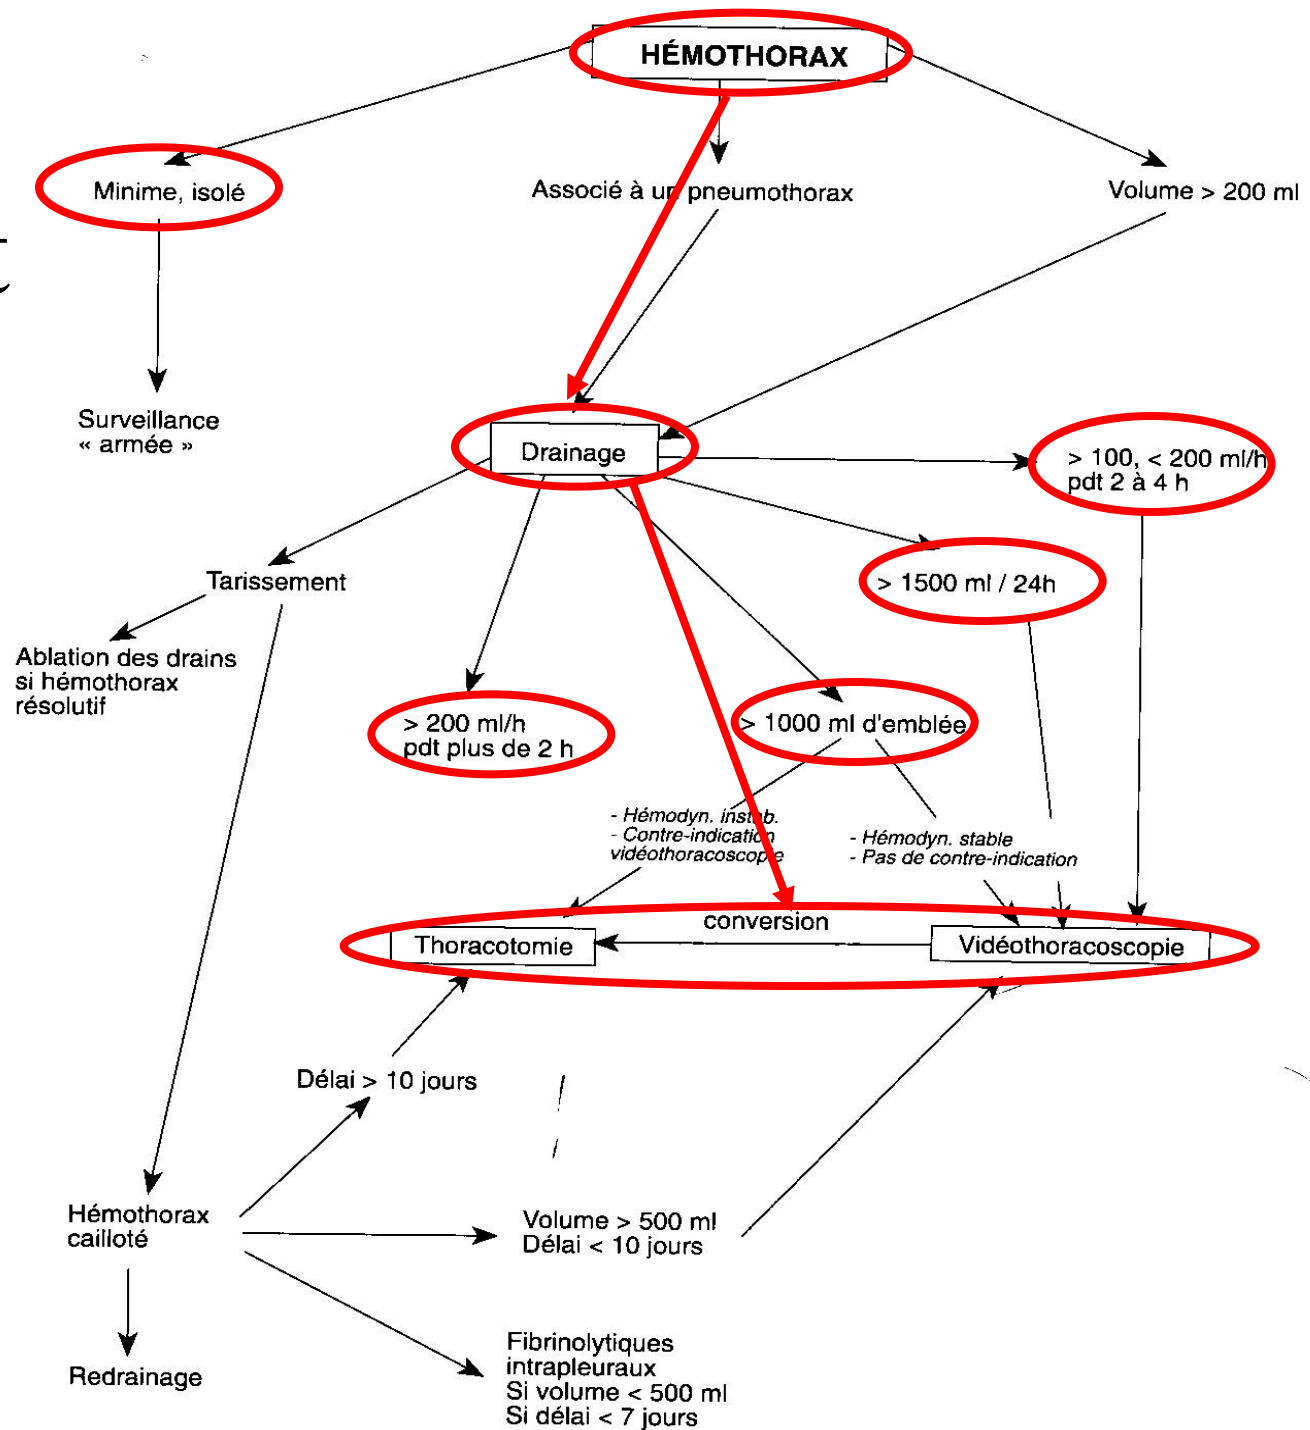 HÉMOTHORAX
Minime, isolé
Associé à un pneumothorax
Volume > 200 ml
Surveillance
« armée »
Drainage
> 100, < 200 ml/h
pdt 2 à 4 h
> 1500 ml / 24h
Tarissement
Ablation des drains
si hémothorax
résolutif
> 200 ml/h
pdt plus de 2 h
> 1000 ml d'emblée
- Hémodyn. instab.
- Contre-indication
vidéothoracoscopie
- Hémodyn. stable
- Pas de contre-indication
conversion
Thoracotomie
Vidéothoracoscopie
Délai > 10 jours
Hémothorax
cailloté
Volume > 500 ml
Délai < 10 jours
Redrainage
Fibrinolytiques
intrapleuraux
Si volume < 500 ml
Si délai < 7 jours